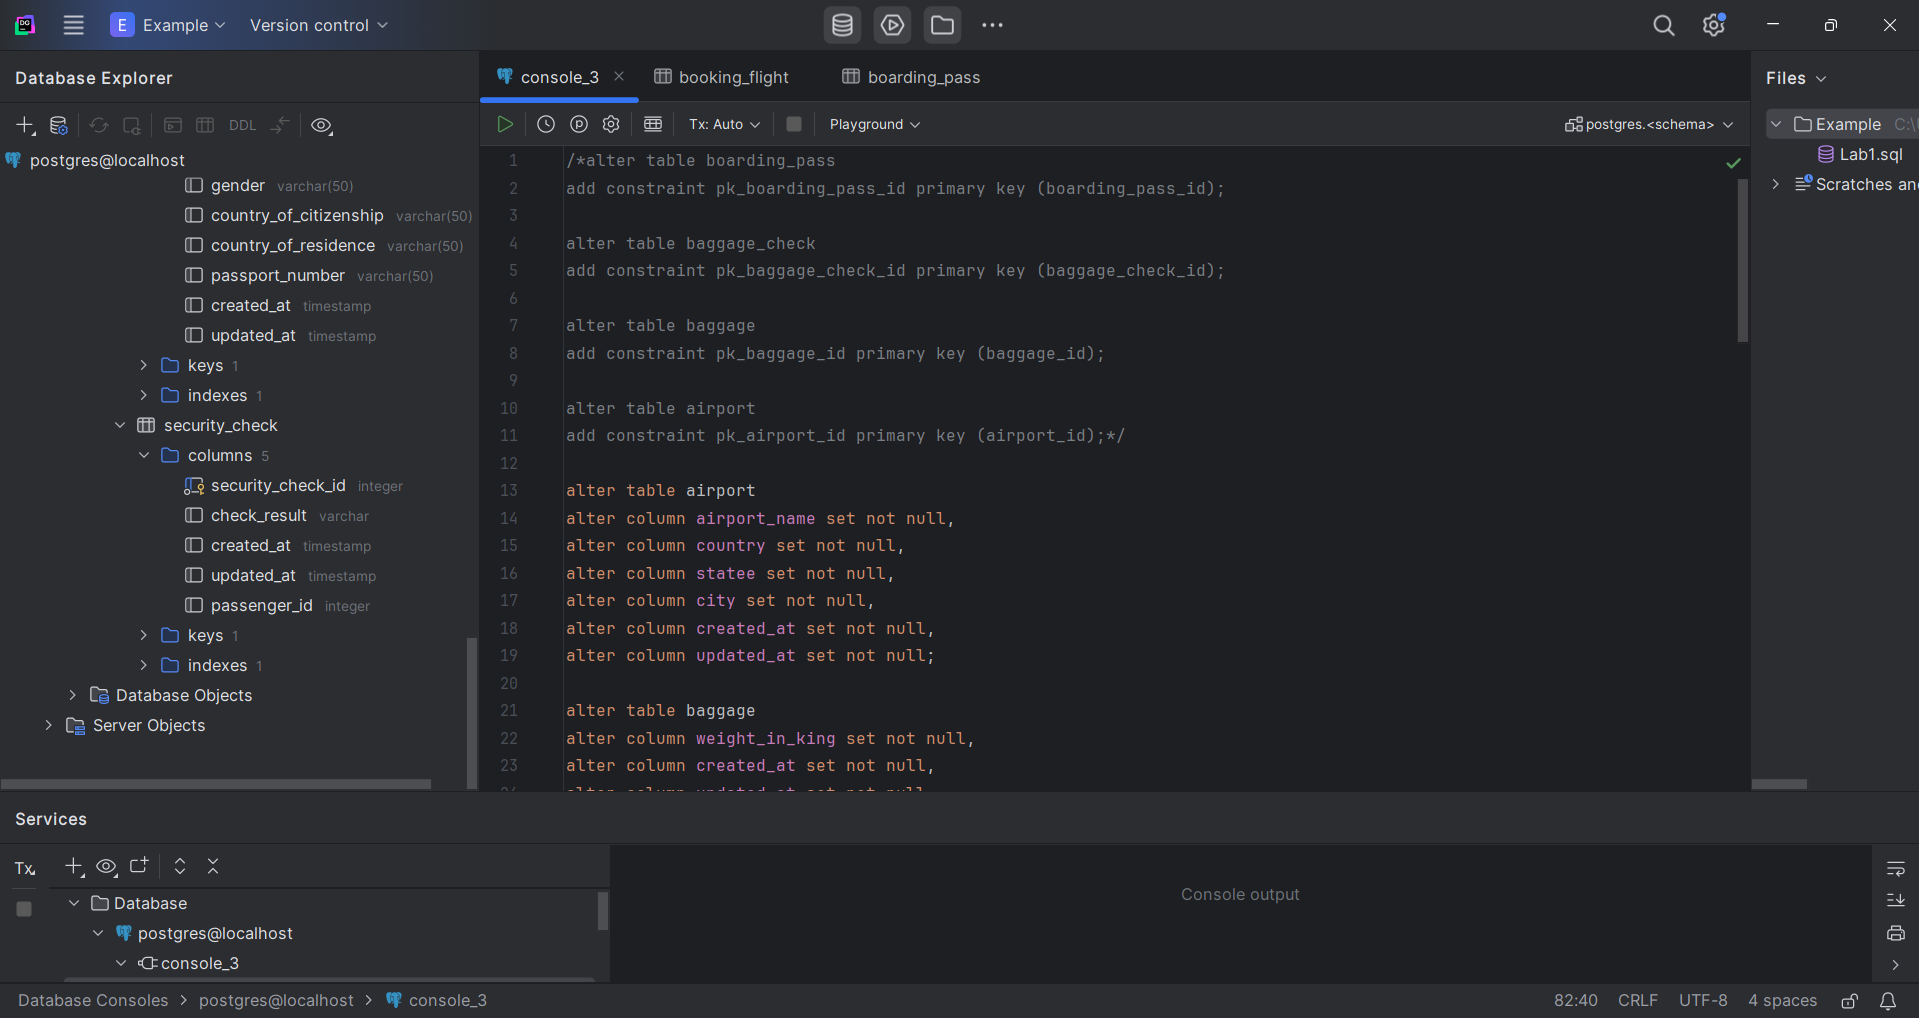 DG
E Example Version control
Database Explorer
console_3 booking_flight boarding_pass
Files
DDL
Tx: Auto Playground postgres.<schema>
postgres@localhost
gender varchar(50)
country_of_citizenship varchar(50)
country_of_residence varchar(50)
passport_number varchar(50)
created_at timestamp
updated_at timestamp
keys 1
indexes 1
security_check
columns 5
security_check_id integer
check_result varchar
created_at timestamp
updated_at timestamp
passenger_id integer
keys 1
indexes 1
Database Objects
Server Objects
1 /*alter table boarding_pass
2 add constraint pk_boarding_pass_id primary key (boarding_pass_id);
3
4 alter table baggage_check
5 add constraint pk_baggage_check_id primary key (baggage_check_id);
6
7 alter table baggage
8 add constraint pk_baggage_id primary key (baggage_id);
9
10 alter table airport
11 add constraint pk_airport_id primary key (airport_id);*/
12
13 alter table airport
14 alter column airport_name set not null,
15 alter column country set not null,
16 alter column statee set not null,
17 alter column city set not null,
18 alter column created_at set not null,
19 alter column updated_at set not null;
20
21 alter table baggage
22 alter column weight_in_king set not null,
23 alter column created_at set not null,
Example C:\
Lab1.sql
Scratches an
Services
Tx
Database
postgres@localhost
console_3
Console output
Database Consoles > postgres@localhost > console_3
82:40 CRLF UTF-8 4 spaces